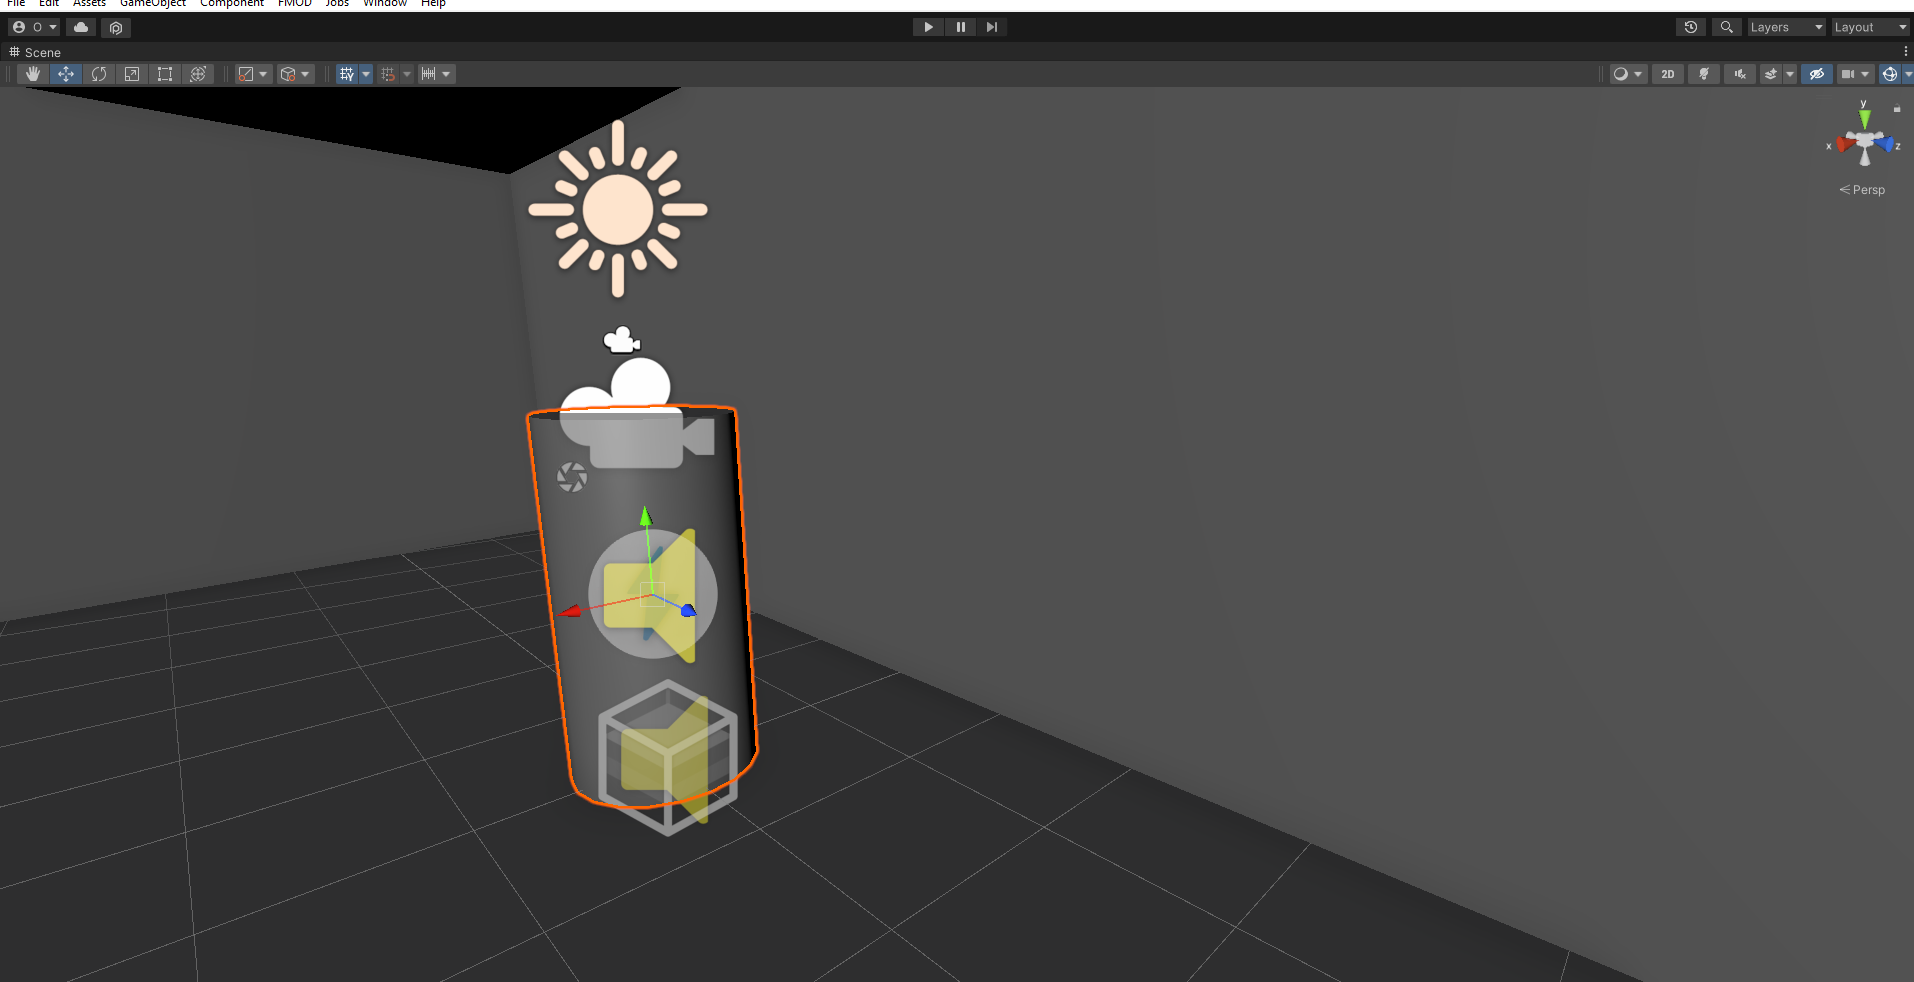 File Edit Assets GameObject Component FMOD Jobs Window Help
O Layers Layout
Scene
2D
y
x z
Persp